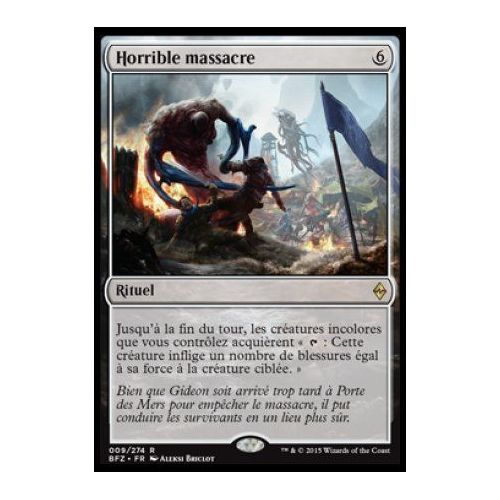 Horrible massacre 6
Rituel
Jusqu'à la fin du tour, les créatures incolores
que vous contrôlez acquièrent « : Cette
créature inflige un nombre de blessures égal
à sa force à la créature ciblée. »
Bien que Gideon soit arrivé trop tard à Porte
des Mers pour empêcher le massacre, il put
conduire les survivants en un lieu plus sûr.
009/274 R
BFZ • FR Aleksi Briclot
™ & © 2015 Wizards of the Coast